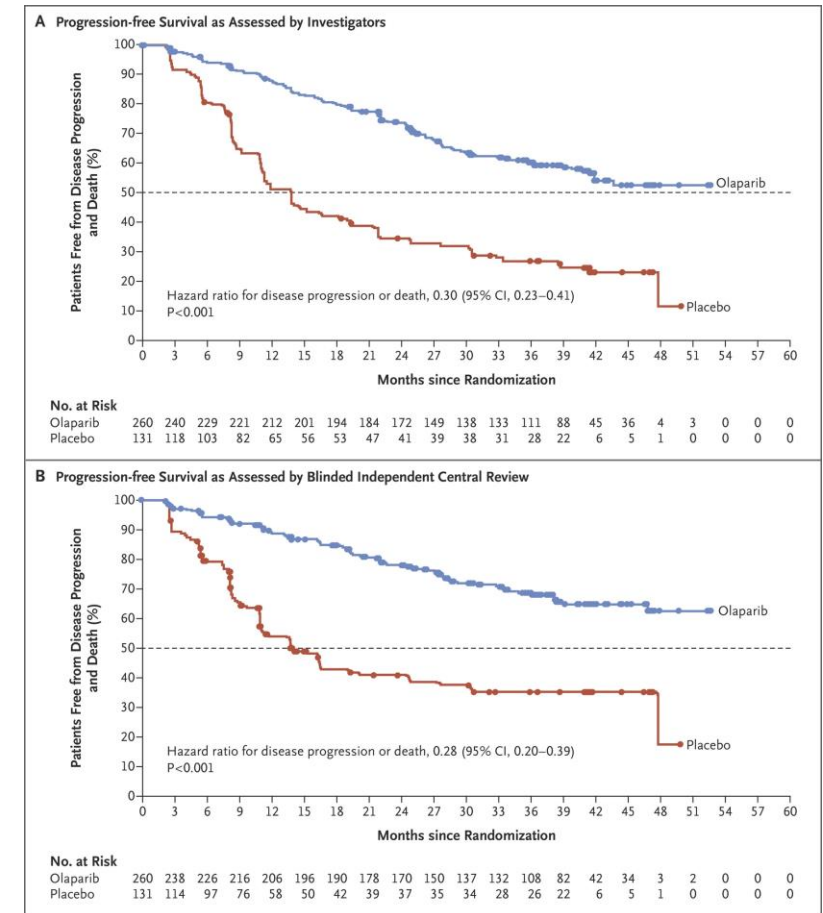 A Progression-free Survival as Assessed by Investigators
Patients Free from Disease Progression
and Death (%)
100
90
80
70
60
50
40
30
20
10
0
Olaparib
Placebo
Hazard ratio for disease progression or death, 0.30 (95% CI, 0.23–0.41)
P<0.001
0 3 6 9 12 15 18 21 24 27 30 33 36 39 42 45 48 51 54 57 60
Months since Randomization
No. at Risk
Olaparib 260 240 229 221 212 201 194 184 172 149 138 133 111 88 45 36 4 3 0 0 0
Placebo 131 118 103 82 65 56 53 47 41 39 38 31 28 22 6 5 1 0 0 0 0
B Progression-free Survival as Assessed by Blinded Independent Central Review
Patients Free from Disease Progression
and Death (%)
100
90
80
70
60
50
40
30
20
10
0
Olaparib
Placebo
Hazard ratio for disease progression or death, 0.28 (95% CI, 0.20–0.39)
P<0.001
0 3 6 9 12 15 18 21 24 27 30 33 36 39 42 45 48 51 54 57 60
Months since Randomization
No. at Risk
Olaparib 260 238 226 216 206 196 190 178 170 150 137 132 108 82 42 34 3 2 0 0 0
Placebo 131 114 97 76 58 50 42 39 37 35 34 28 26 22 6 5 1 0 0 0 0